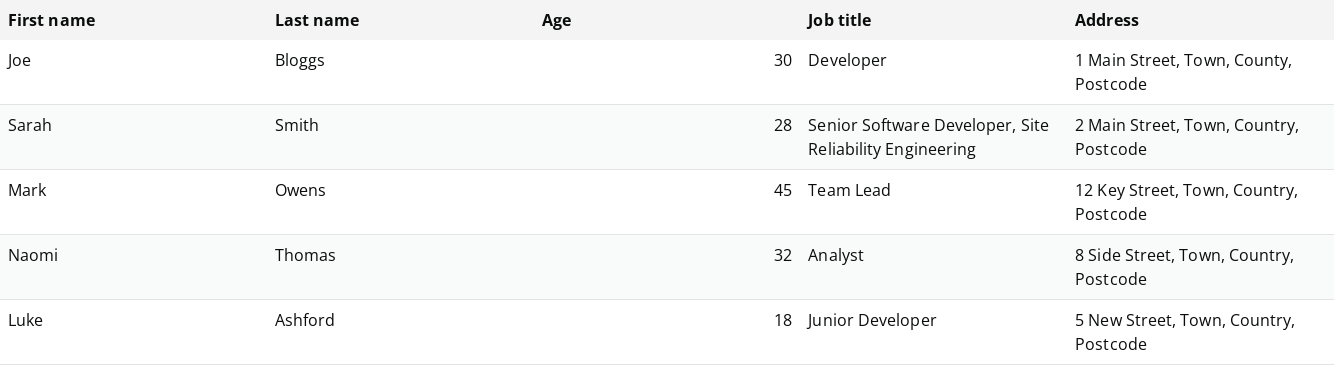 First name Last name Age Job title Address
Joe Bloggs 30 Developer 1 Main Street, Town, County,
Postcode
Sarah Smith 28 Senior Software Developer, Site 2 Main Street, Town, Country,
Reliability Engineering Postcode
Mark Owens 45 Team Lead 12 Key Street, Town, Country,
Postcode
Naomi Thomas 32 Analyst 8 Side Street, Town, Country,
Postcode
Luke Ashford 18 Junior Developer 5 New Street, Town, Country,
Postcode